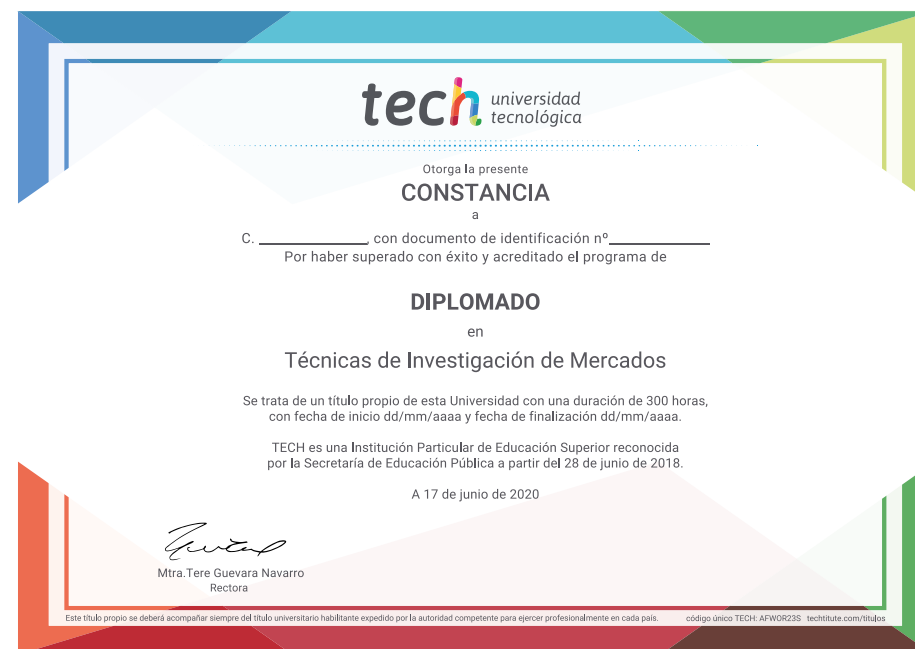 tech universidad
tecnológica
Otorga la presente
CONSTANCIA
a
C. ______________, con documento de identificación nº_____________
Por haber superado con éxito y acreditado el programa de
DIPLOMADO
en
Técnicas de Investigación de Mercados
Se trata de un título propio de esta Universidad con una duración de 300 horas,
con fecha de inicio dd/mm/aaaa y fecha de finalización dd/mm/aaaa.
TECH es una Institución Particular de Educación Superior reconocida
por la Secretaría de Educación Pública a partir del 28 de junio de 2018.
A 17 de junio de 2020
Mtra.Tere Guevara Navarro
Rectora
Este título propio se deberá acompañar siempre del título universitario habilitante expedido por la autoridad competente para ejercer profesionalmente en cada país. código único TECH: AFWOR23S techtitute.com/titulos